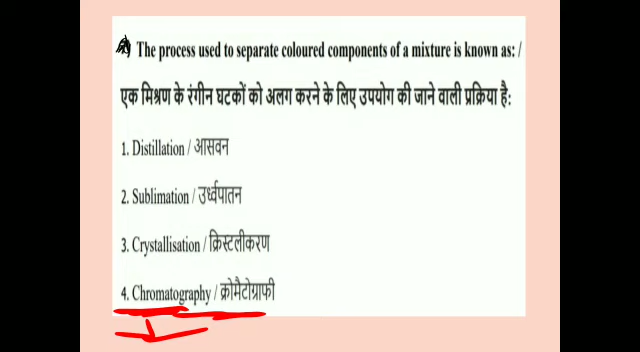 The process used to separate coloured components of a mixture is known as: /
एक मिश्रण के रंगीन घटकों को अलग करने के लिए उपयोग की जाने वाली प्रक्रिया है:
1. Distillation / आसवन
2. Sublimation / उर्ध्वपातन
3. Crystallisation / क्रिस्टलीकरण
4. Chromatography / क्रोमैटोग्राफी